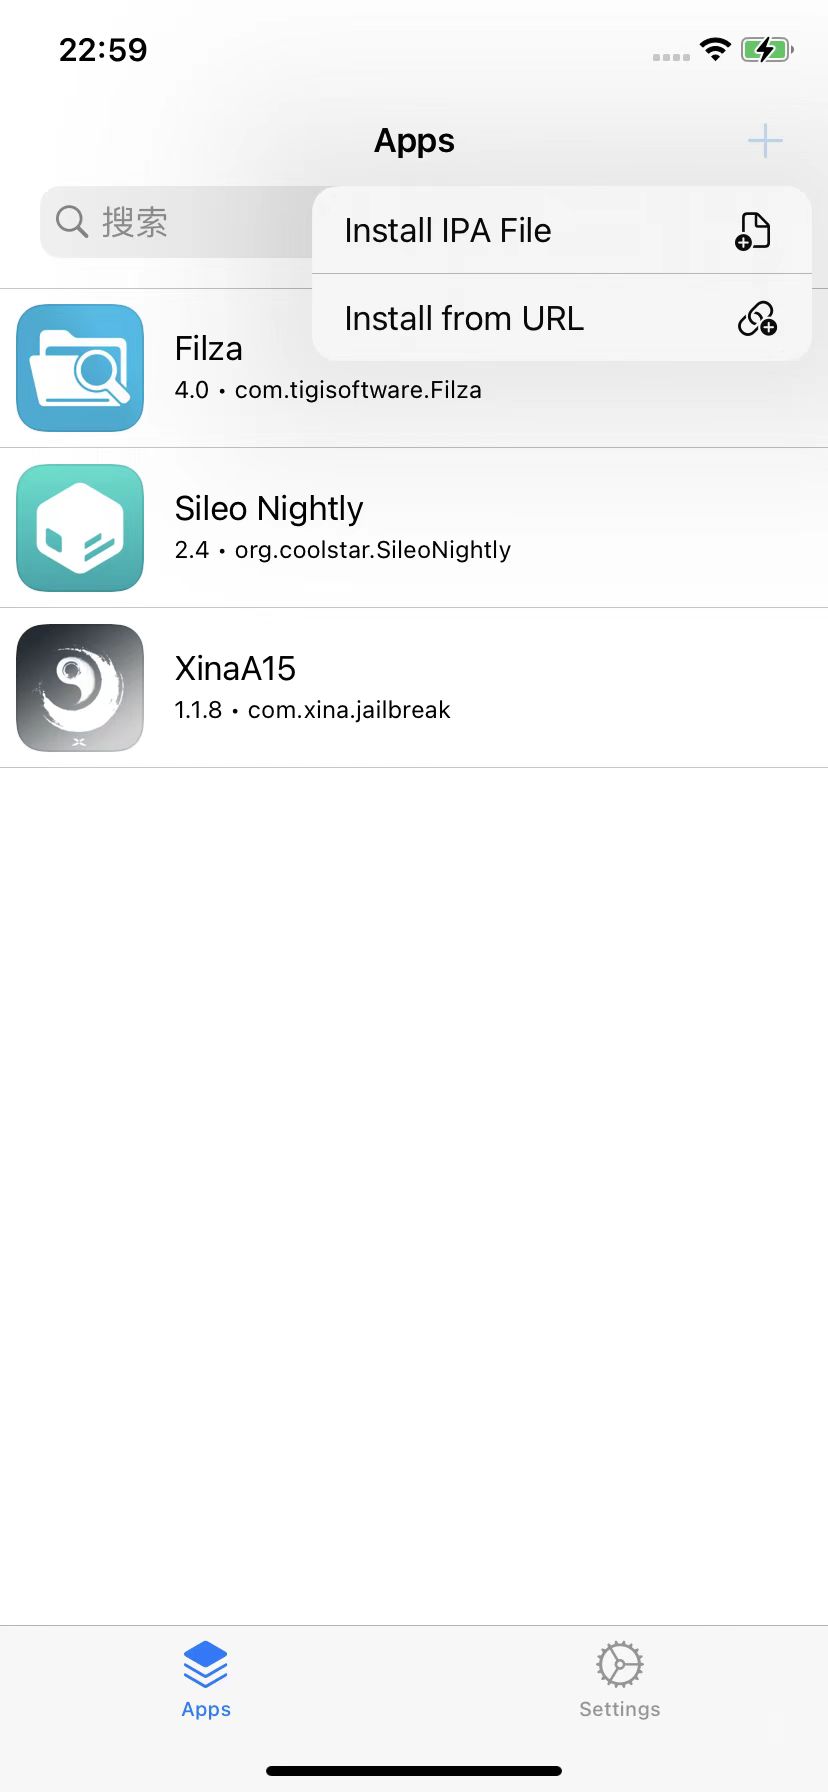 22:59
Apps
搜索
Install IPA File
Install from URL
Filza
4.0 • com.tigisoftware.Filza
Sileo Nightly
2.4 • org.coolstar.SileoNightly
XinaA15
1.1.8 • com.xina.jailbreak
Apps
Settings